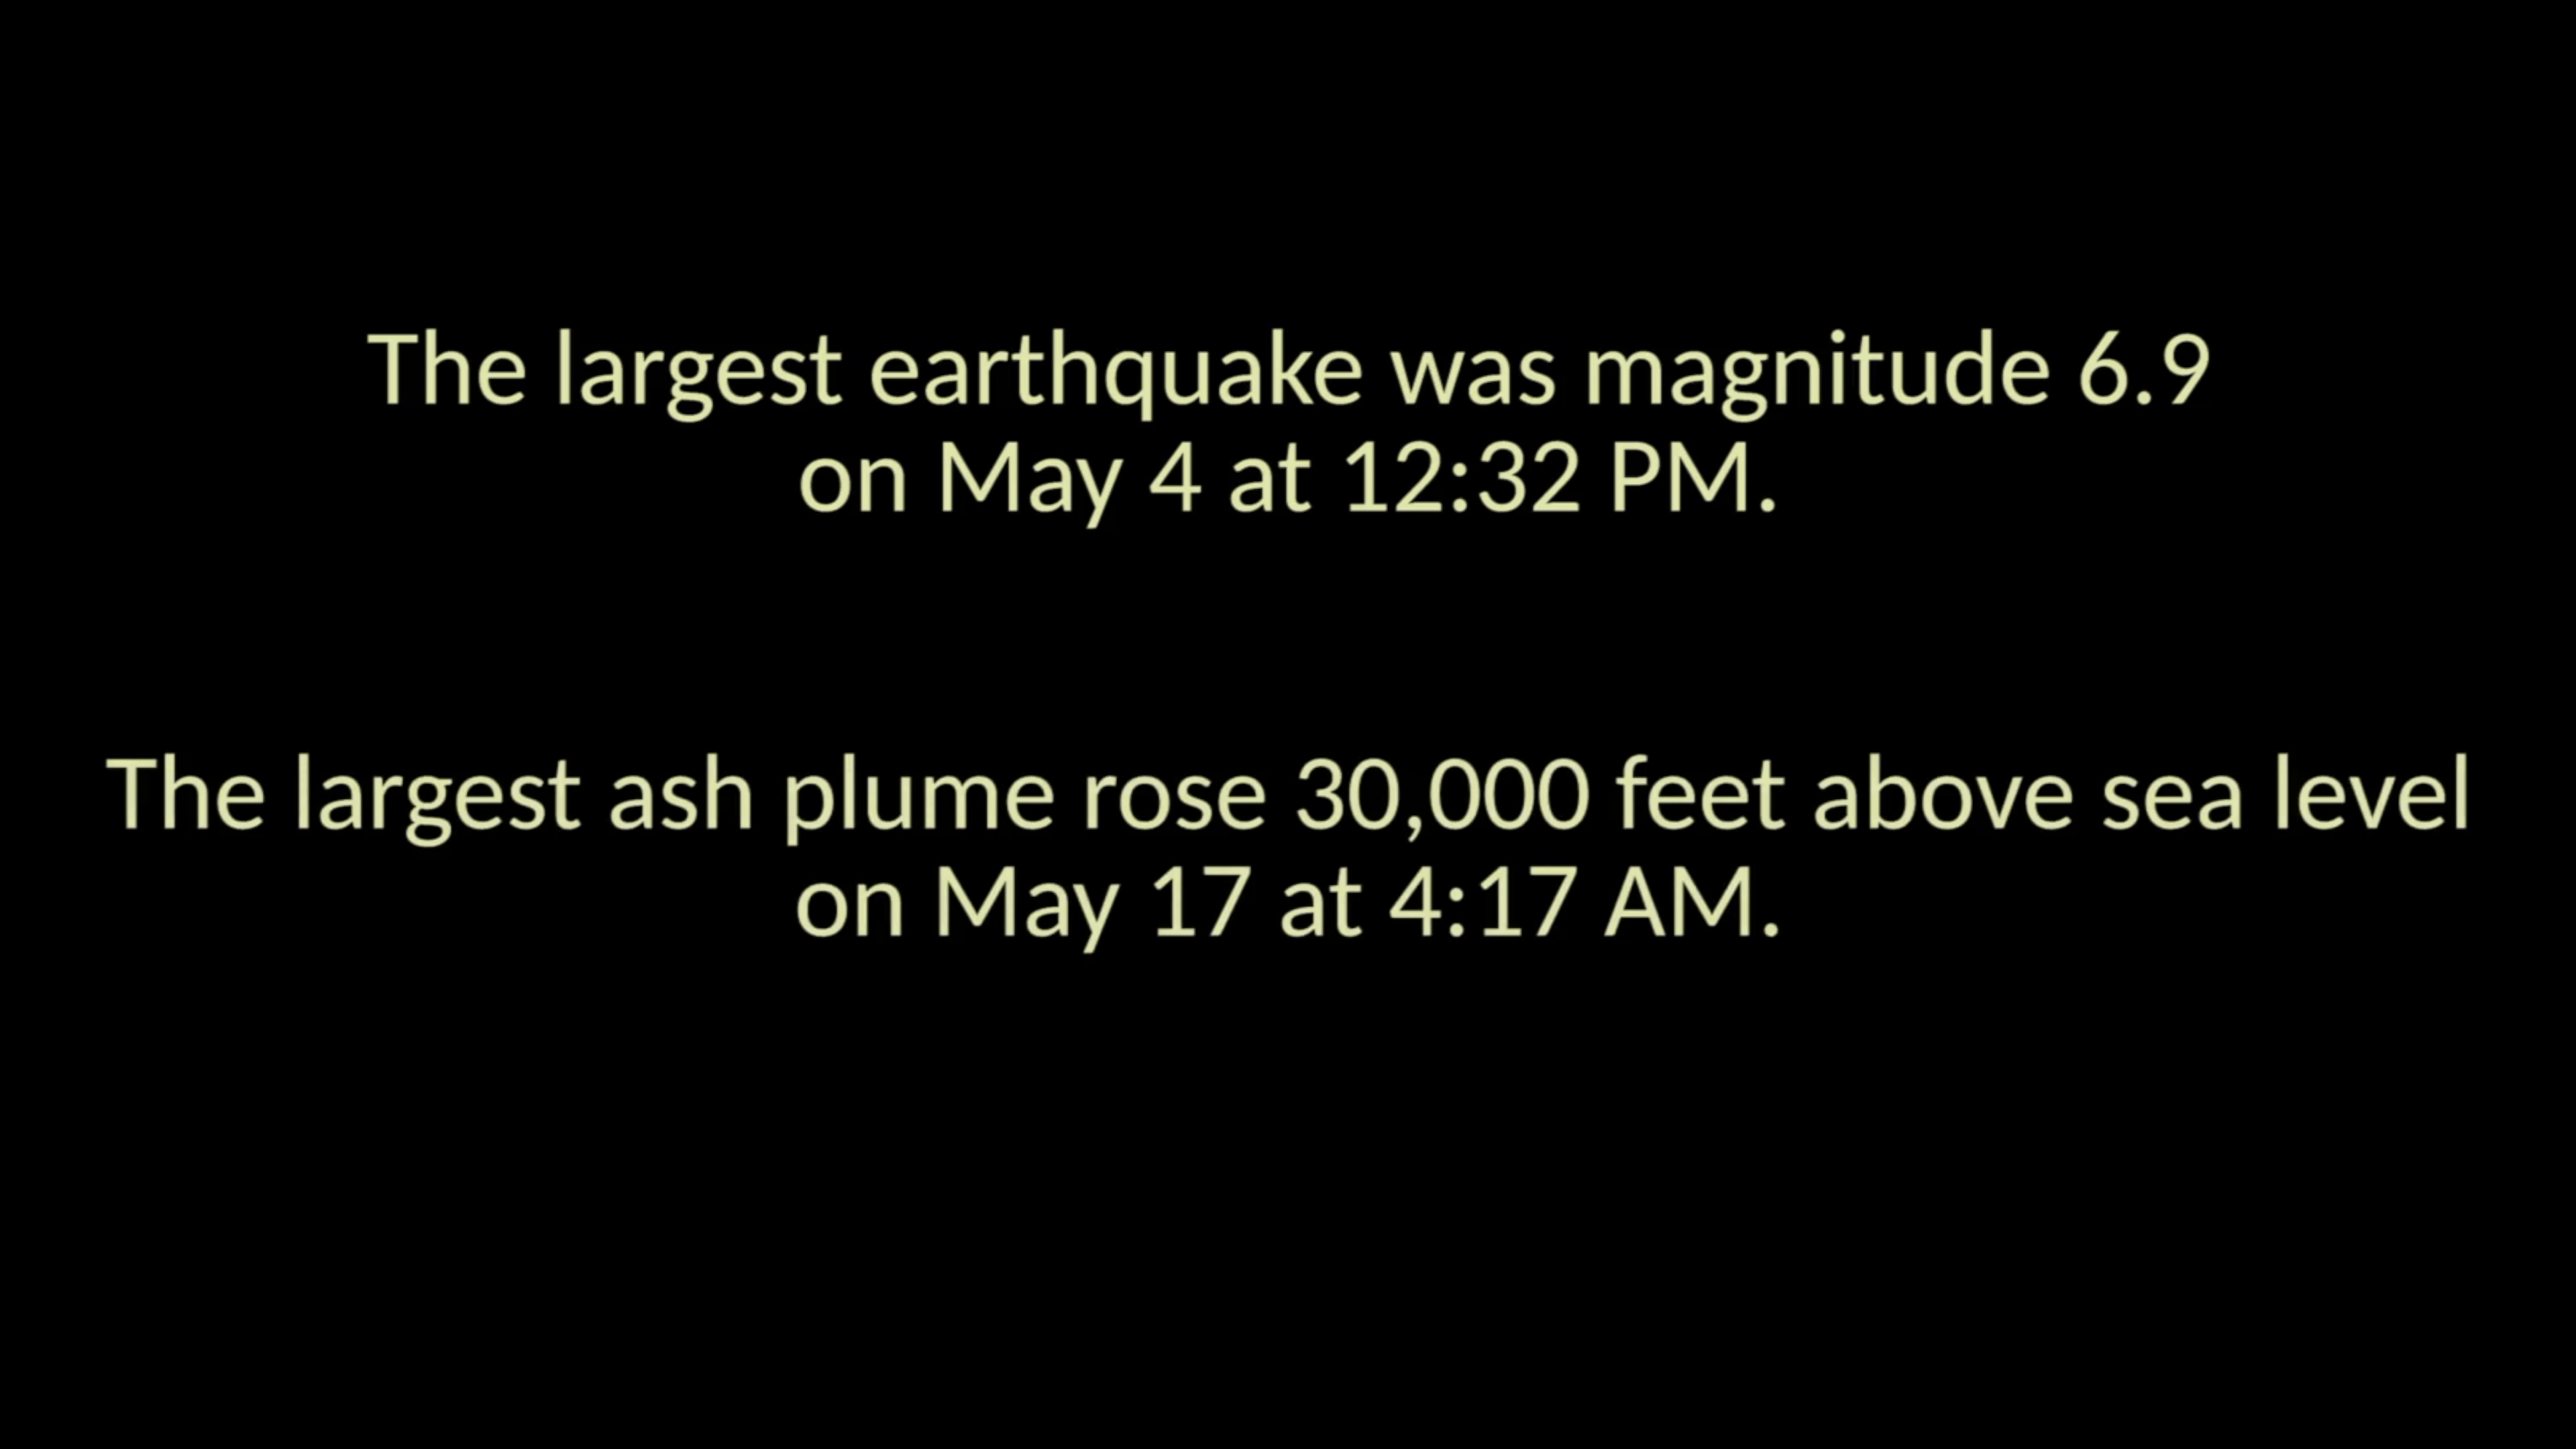 The largest earthquake was magnitude 6.9
on May 4 at 12:32 PM.
The largest ash plume rose 30,000 feet above sea level
on May 17 at 4:17 AM.